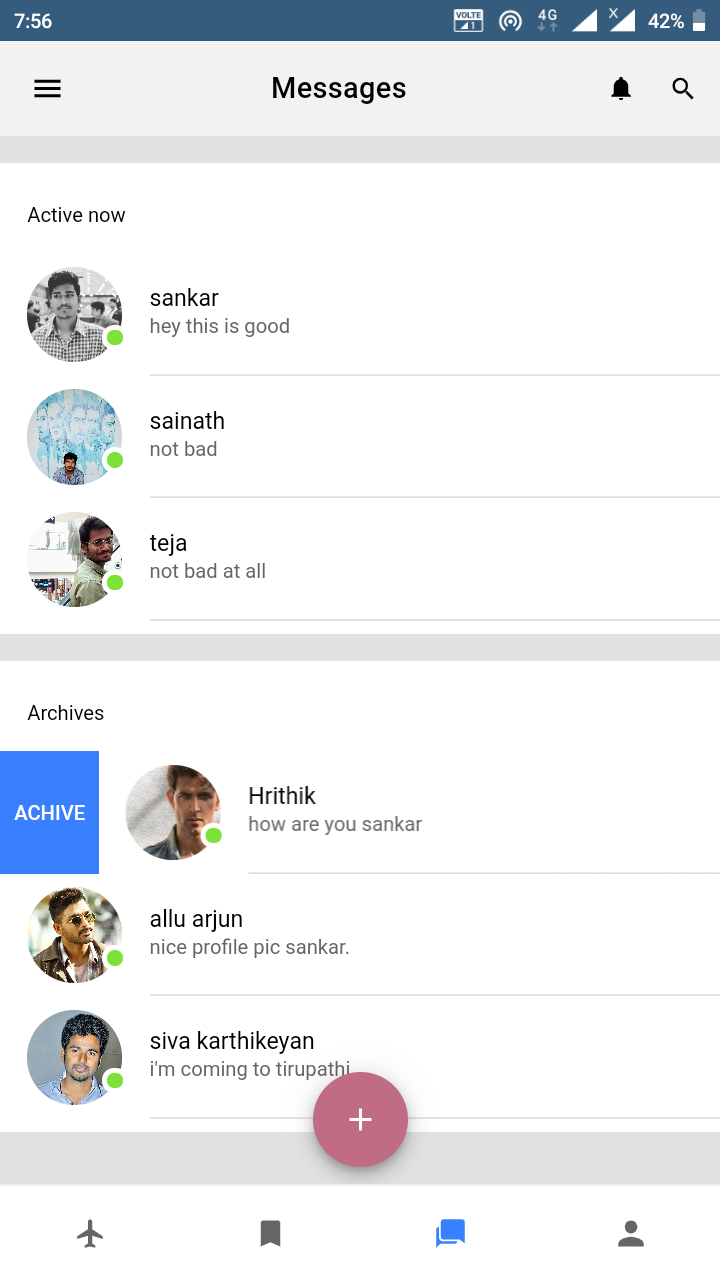 7:56 VOLTE 1 4G X 42%
Messages
Active now
sankar
hey this is good
sainath
not bad
teja
not bad at all
Archives
ACHIVE
Hrithik
how are you sankar
allu arjun
nice profile pic sankar.
siva karthikeyan
i'm coming to tirupathi